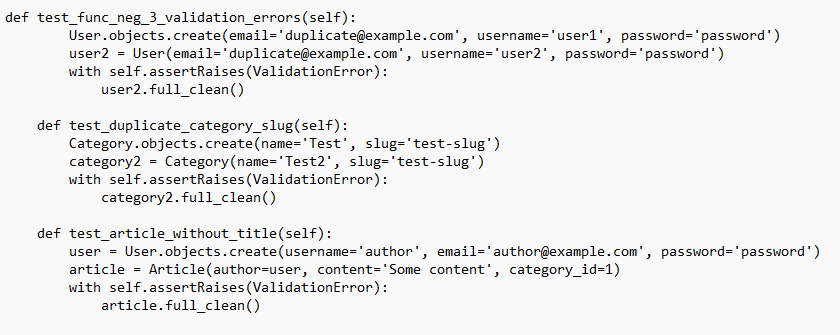 def test_func_neg_3_validation_errors(self):
        User.objects.create(email='duplicate@example.com', username='user1', password='password')
        user2 = User(email='duplicate@example.com', username='user2', password='password')
        with self.assertRaises(ValidationError):
            user2.full_clean()

    def test_duplicate_category_slug(self):
        Category.objects.create(name='Test', slug='test-slug')
        category2 = Category(name='Test2', slug='test-slug')
        with self.assertRaises(ValidationError):
            category2.full_clean()

    def test_article_without_title(self):
        user = User.objects.create(username='author', email='author@example.com', password='password')
        article = Article(author=user, content='Some content', category_id=1)
        with self.assertRaises(ValidationError):
            article.full_clean()